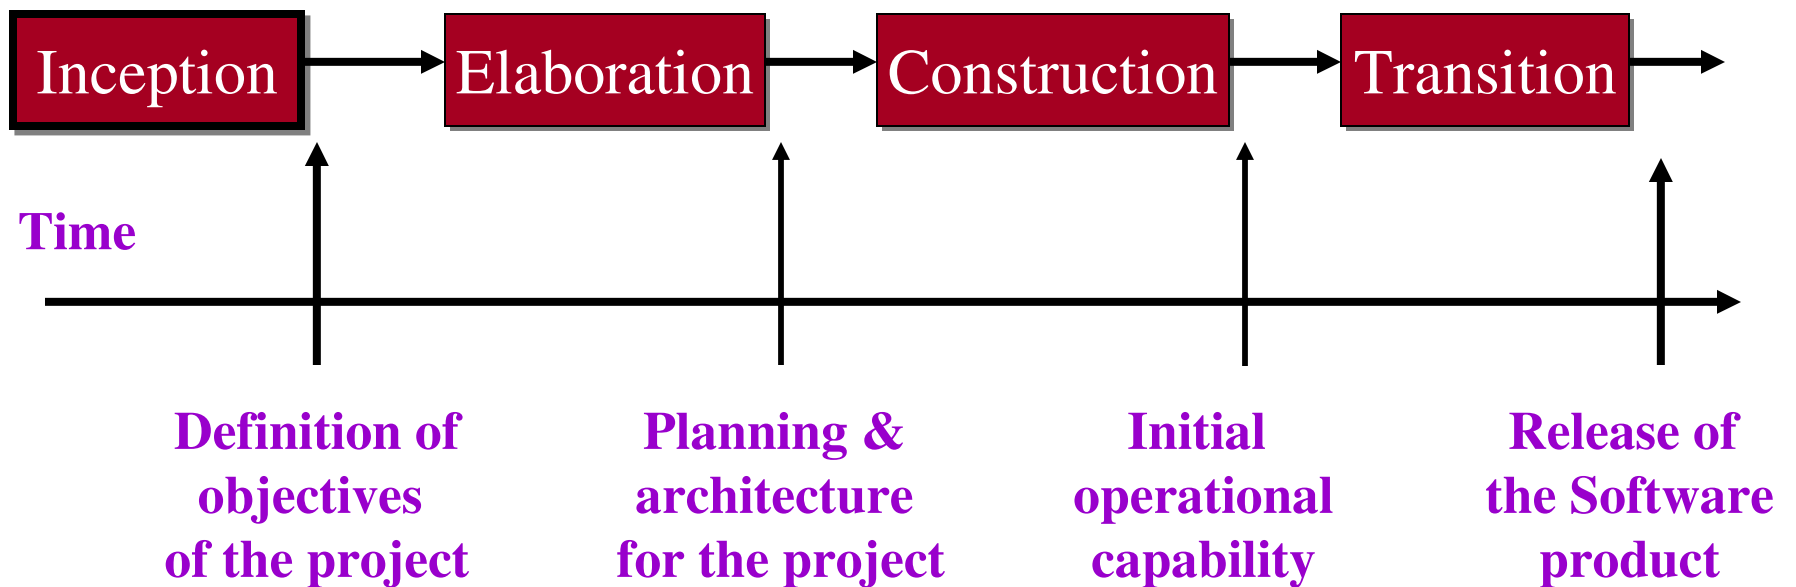 Inception
Elaboration
Construction
Transition
Time
Definition of
objectives
of the project
Planning &
architecture
for the project
Initial
operational
capability
Release of
the Software
product